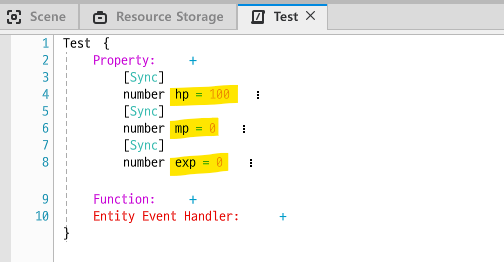 Scene Resource Storage Test
1 Test {
2 Property: +
3 [Sync]
4 number hp = 100
5 [Sync]
6 number mp = 0
7 [Sync]
8 number exp = 0
9 Function: +
10 Entity Event Handler: +
}